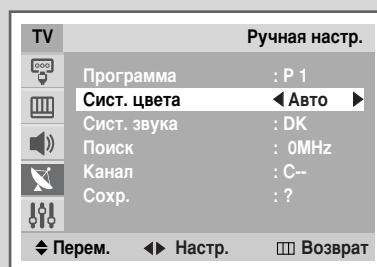 TV Ручная настр.
Программа : P 1
Сист. цвета Авто
Сист. звука : DK
Поиск : 0MHz
Канал : C--
Сохр. : ?
Перем. Настр. Возврат